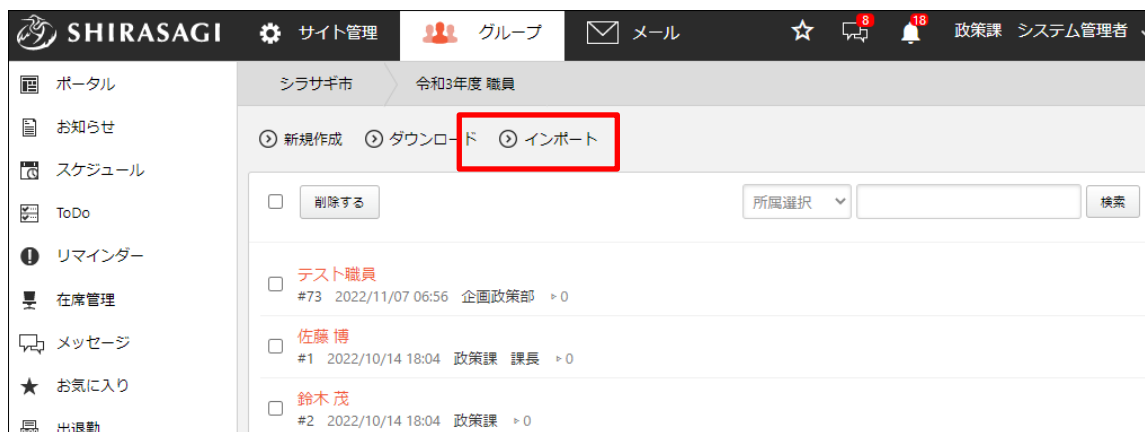 SHIRASAGI サイト管理 グループ メール 8 18 政策課 システム管理者
ポータル
シラサギ市 令和3年度 職員
お知らせ
新規作成 ダウンロード インポート
スケジュール
削除する 所属選択 検索
ToDo
リマインダー
テスト職員
#73 2022/11/07 06:56 企画政策部 0
在席管理
佐藤 博
メッセージ
#1 2022/10/14 18:04 政策課 課長 0
お気に入り
鈴木 茂
#2 2022/10/14 18:04 政策課 0
出退勤